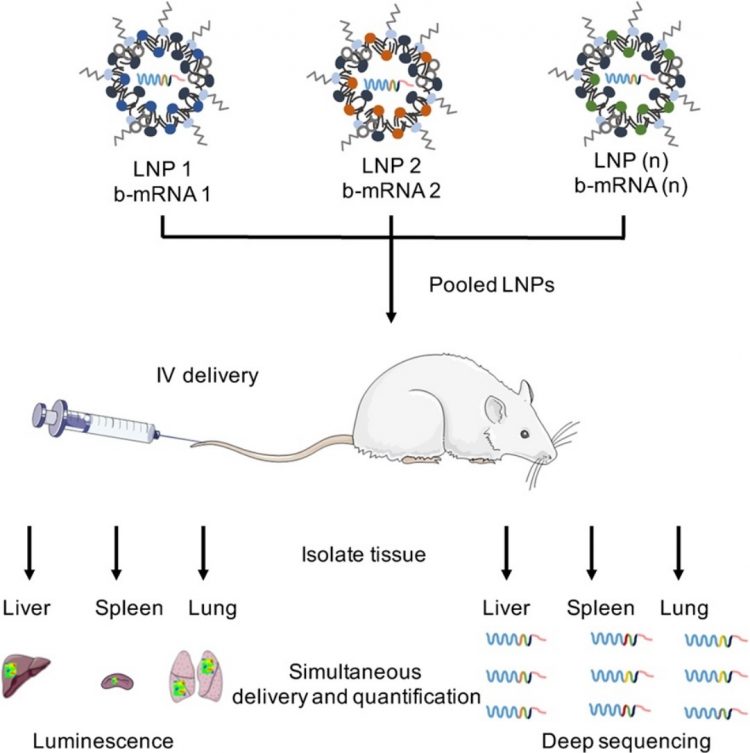 LNP 1
b-mRNA 1
LNP 2
b-mRNA 2
LNP (n)
b-mRNA (n)
Pooled LNPs
IV delivery
Isolate tissue
Liver Spleen Lung
Liver Spleen Lung
Simultaneous
delivery and quantification
Luminescence
Deep sequencing